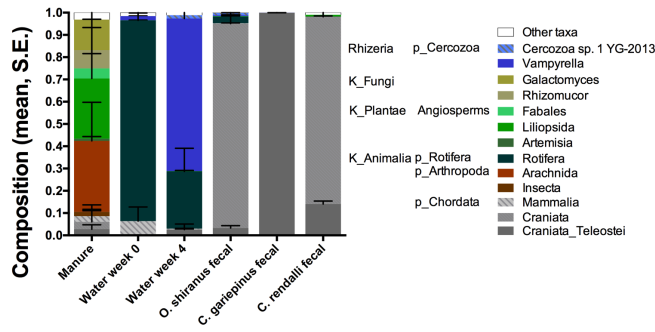 Composition (mean, S.E.)
1.0
0.9
0.8
0.7
0.6
0.5
0.4
0.3
0.2
0.1
0.0
Manure
Water week 0
Water week 4
O. shiranus fecal
C. gariepinus fecal
C. rendalli fecal
Rhizeria p_Cercozoa
K_Fungi
K_Plantae Angiosperms
K_Animalia p_Rotifera
p_Arthropoda
p_Chordata
Other taxa
Cercozoa sp. 1 YG-2013
Vampyrella
Galactomyces
Rhizomucor
Fabales
Liliopsida
Artemisia
Rotifera
Arachnida
Insecta
Mammalia
Craniata
Craniata_Teleostei